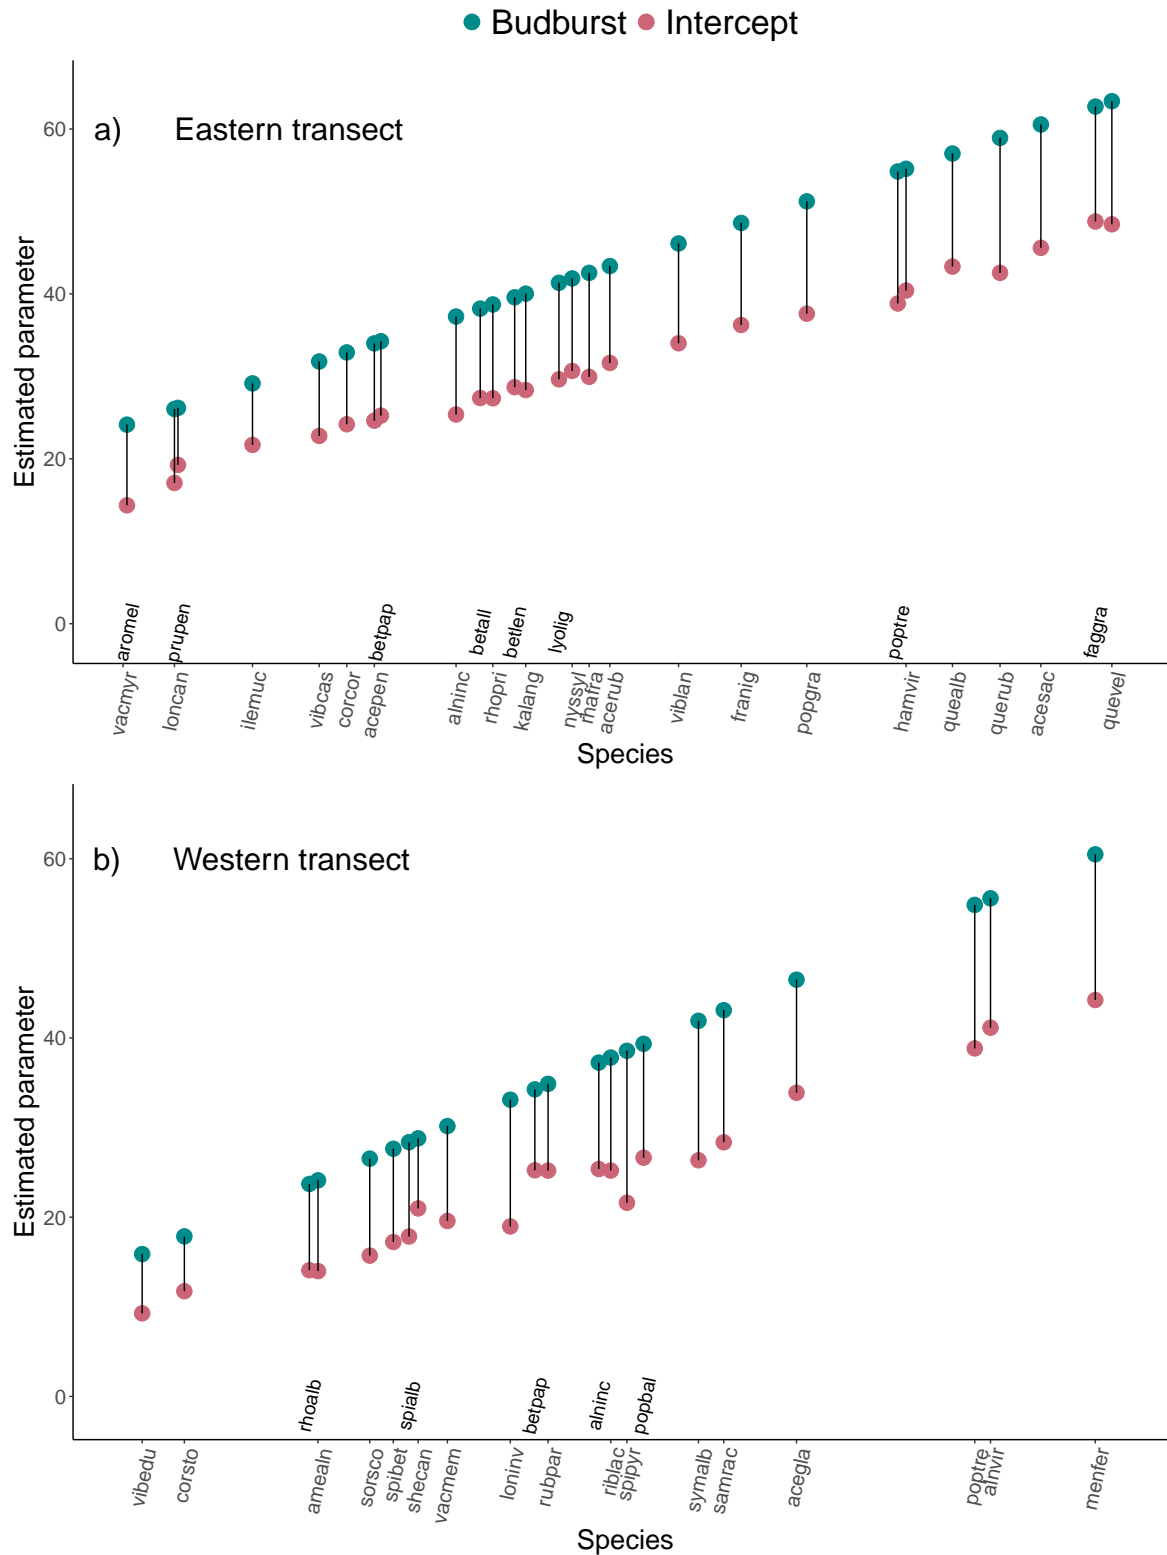 Budburst Intercept
a) Eastern transect
Estimated parameter
60
40
20
0
aromel
prupen
betpap
betall
betlen
lyolig
poptre
faggra
vacmyr
loncan
ilemuc
vibcas
corcor
acepen
alninc
rhopri
kalang
nyssyl
rhafra
acerub
viblan
franig
popgra
hamvir
quealb
querub
acesac
quevel
Species
b) Western transect
Estimated parameter
60
40
20
0
rhoalb
spialb
betpap
alninc
popbal
vibedu
corsto
amealn
sorsco
spibet
shecan
vacmem
loninv
rubpar
riblac
spipyr
symalb
samrac
acegla
poptre
alnvir
menfer
Species